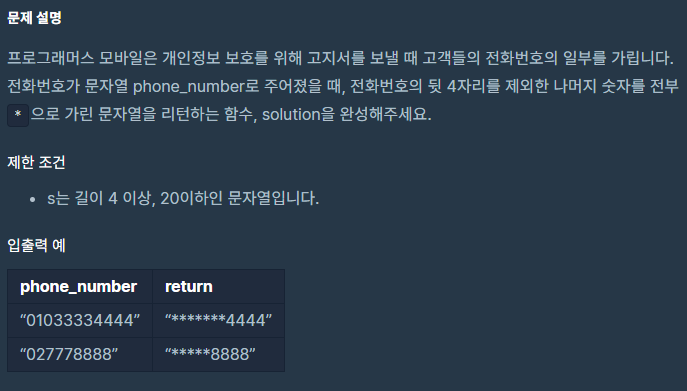 문제 설명
프로그래머스 모바일은 개인정보 보호를 위해 고지서를 보낼 때 고객들의 전화번호의 일부를 가립니다.
전화번호가 문자열 phone_number로 주어졌을 때, 전화번호의 뒷 4자리를 제외한 나머지 숫자를 전부
* 으로 가린 문자열을 리턴하는 함수, solution을 완성해주세요.
제한 조건
• s는 길이 4 이상, 20이하인 문자열입니다.
입출력 예
phone_number return
“01033334444” “*******4444”
“027778888” “*****8888”